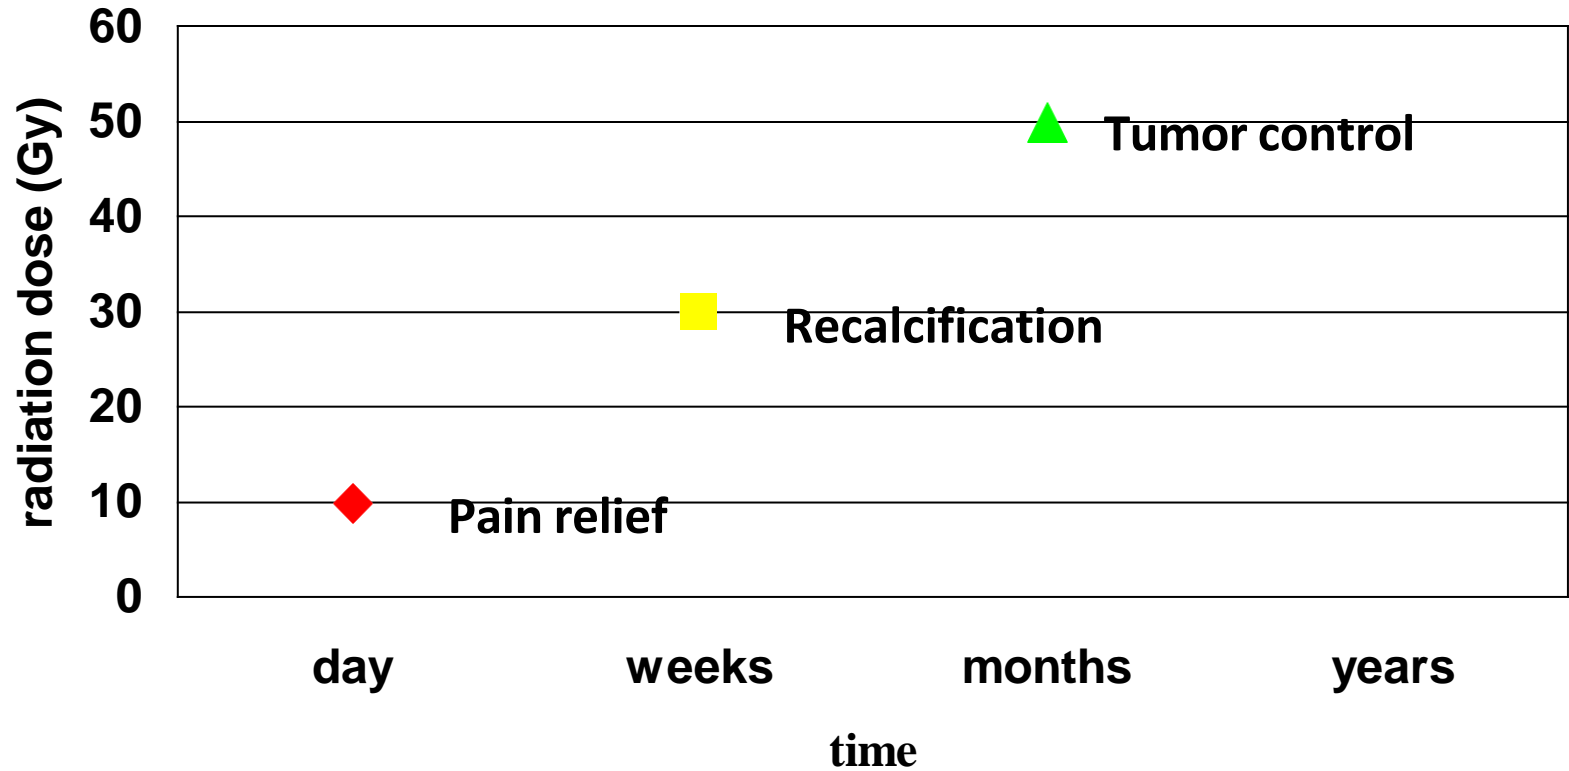 60
50
40
30
20
10
0
radiation dose (Gy)
Tumor control
Recalcification
Pain relief
day weeks months years
time